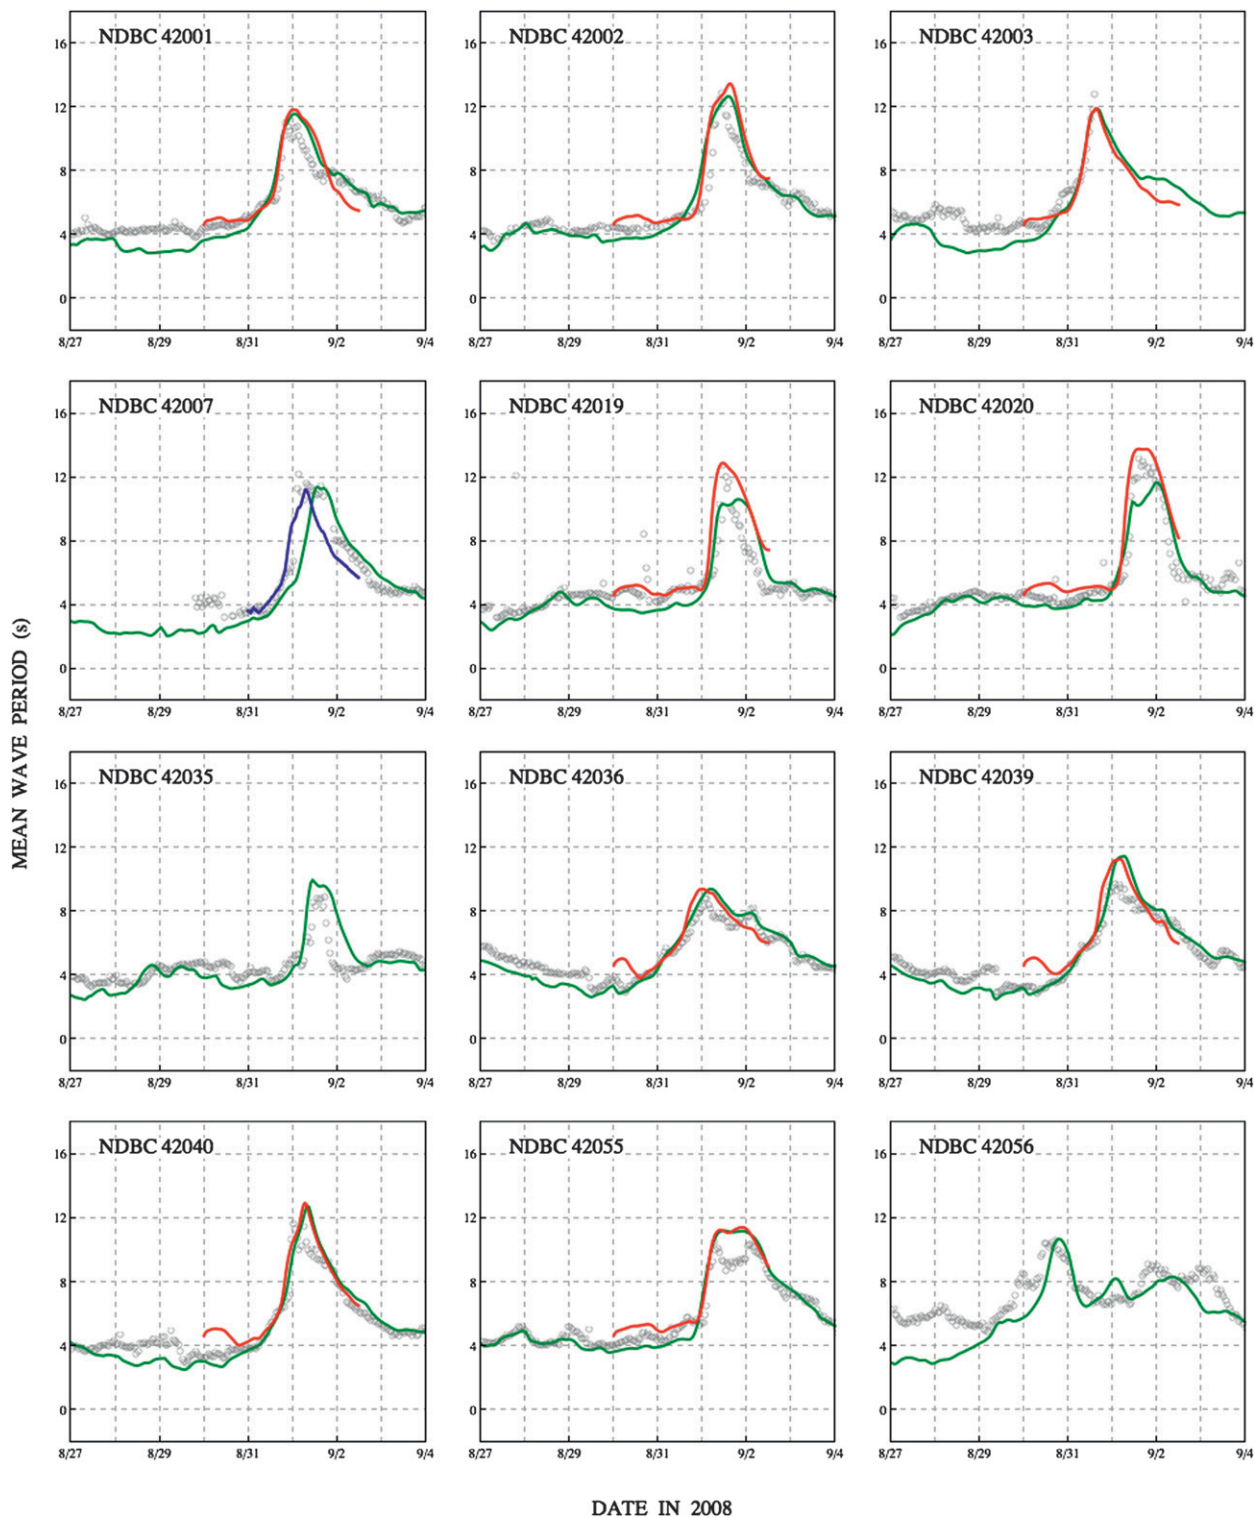 NDBC 42001
16
12
8
4
0
8/27 8/29 8/31 9/2 9/4
NDBC 42002
16
12
8
4
0
8/27 8/29 8/31 9/2 9/4
NDBC 42003
16
12
8
4
0
8/27 8/29 8/31 9/2 9/4
NDBC 42007
16
12
8
4
0
8/27 8/29 8/31 9/2 9/4
NDBC 42019
16
12
8
4
0
8/27 8/29 8/31 9/2 9/4
NDBC 42020
16
12
8
4
0
8/27 8/29 8/31 9/2 9/4
MEAN WAVE PERIOD (s)
NDBC 42035
16
12
8
4
0
8/27 8/29 8/31 9/2 9/4
NDBC 42036
16
12
8
4
0
8/27 8/29 8/31 9/2 9/4
NDBC 42039
16
12
8
4
0
8/27 8/29 8/31 9/2 9/4
NDBC 42040
16
12
8
4
0
8/27 8/29 8/31 9/2 9/4
NDBC 42055
16
12
8
4
0
8/27 8/29 8/31 9/2 9/4
NDBC 42056
16
12
8
4
0
8/27 8/29 8/31 9/2 9/4
DATE IN 2008